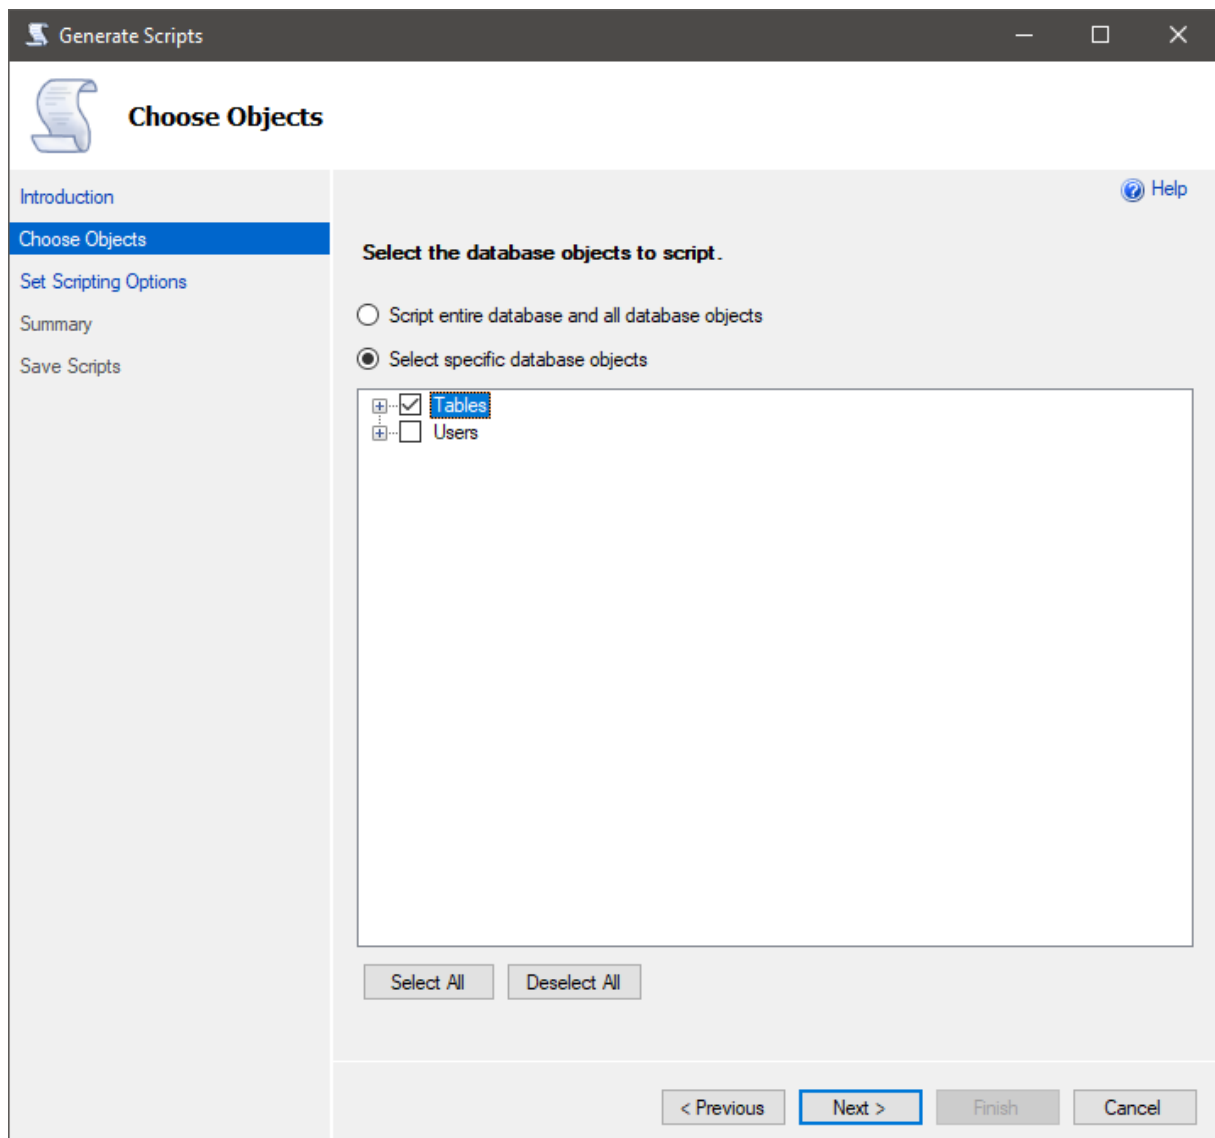 Generate Scripts
Choose Objects
Introduction
Choose Objects
Set Scripting Options
Summary
Save Scripts
Help
Select the database objects to script.
Script entire database and all database objects
Select specific database objects
Tables
Users
Select All
Deselect All
< Previous
Next >
Finish
Cancel